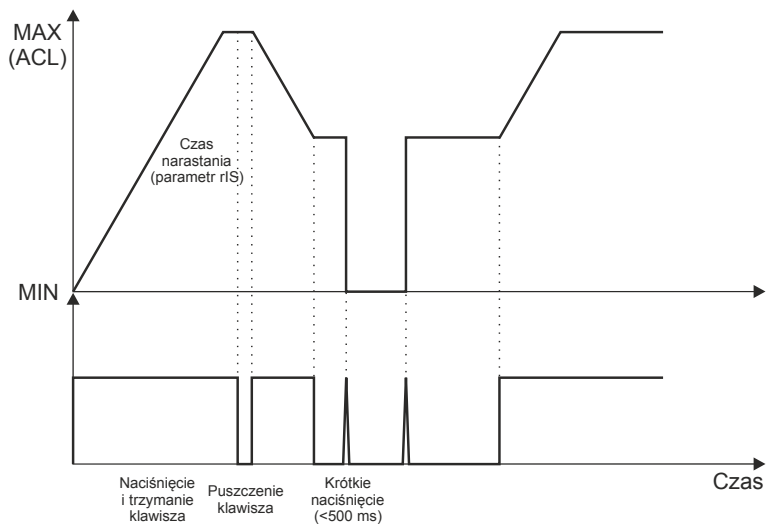 MAX
(ACL)
Czas
narastania
(parametr rIS)
MIN
Czas
Naciśnięcie
i trzymanie
klawisza
Puszczenie
klawisza
Krótkie
naciśnięcie
(<500 ms)